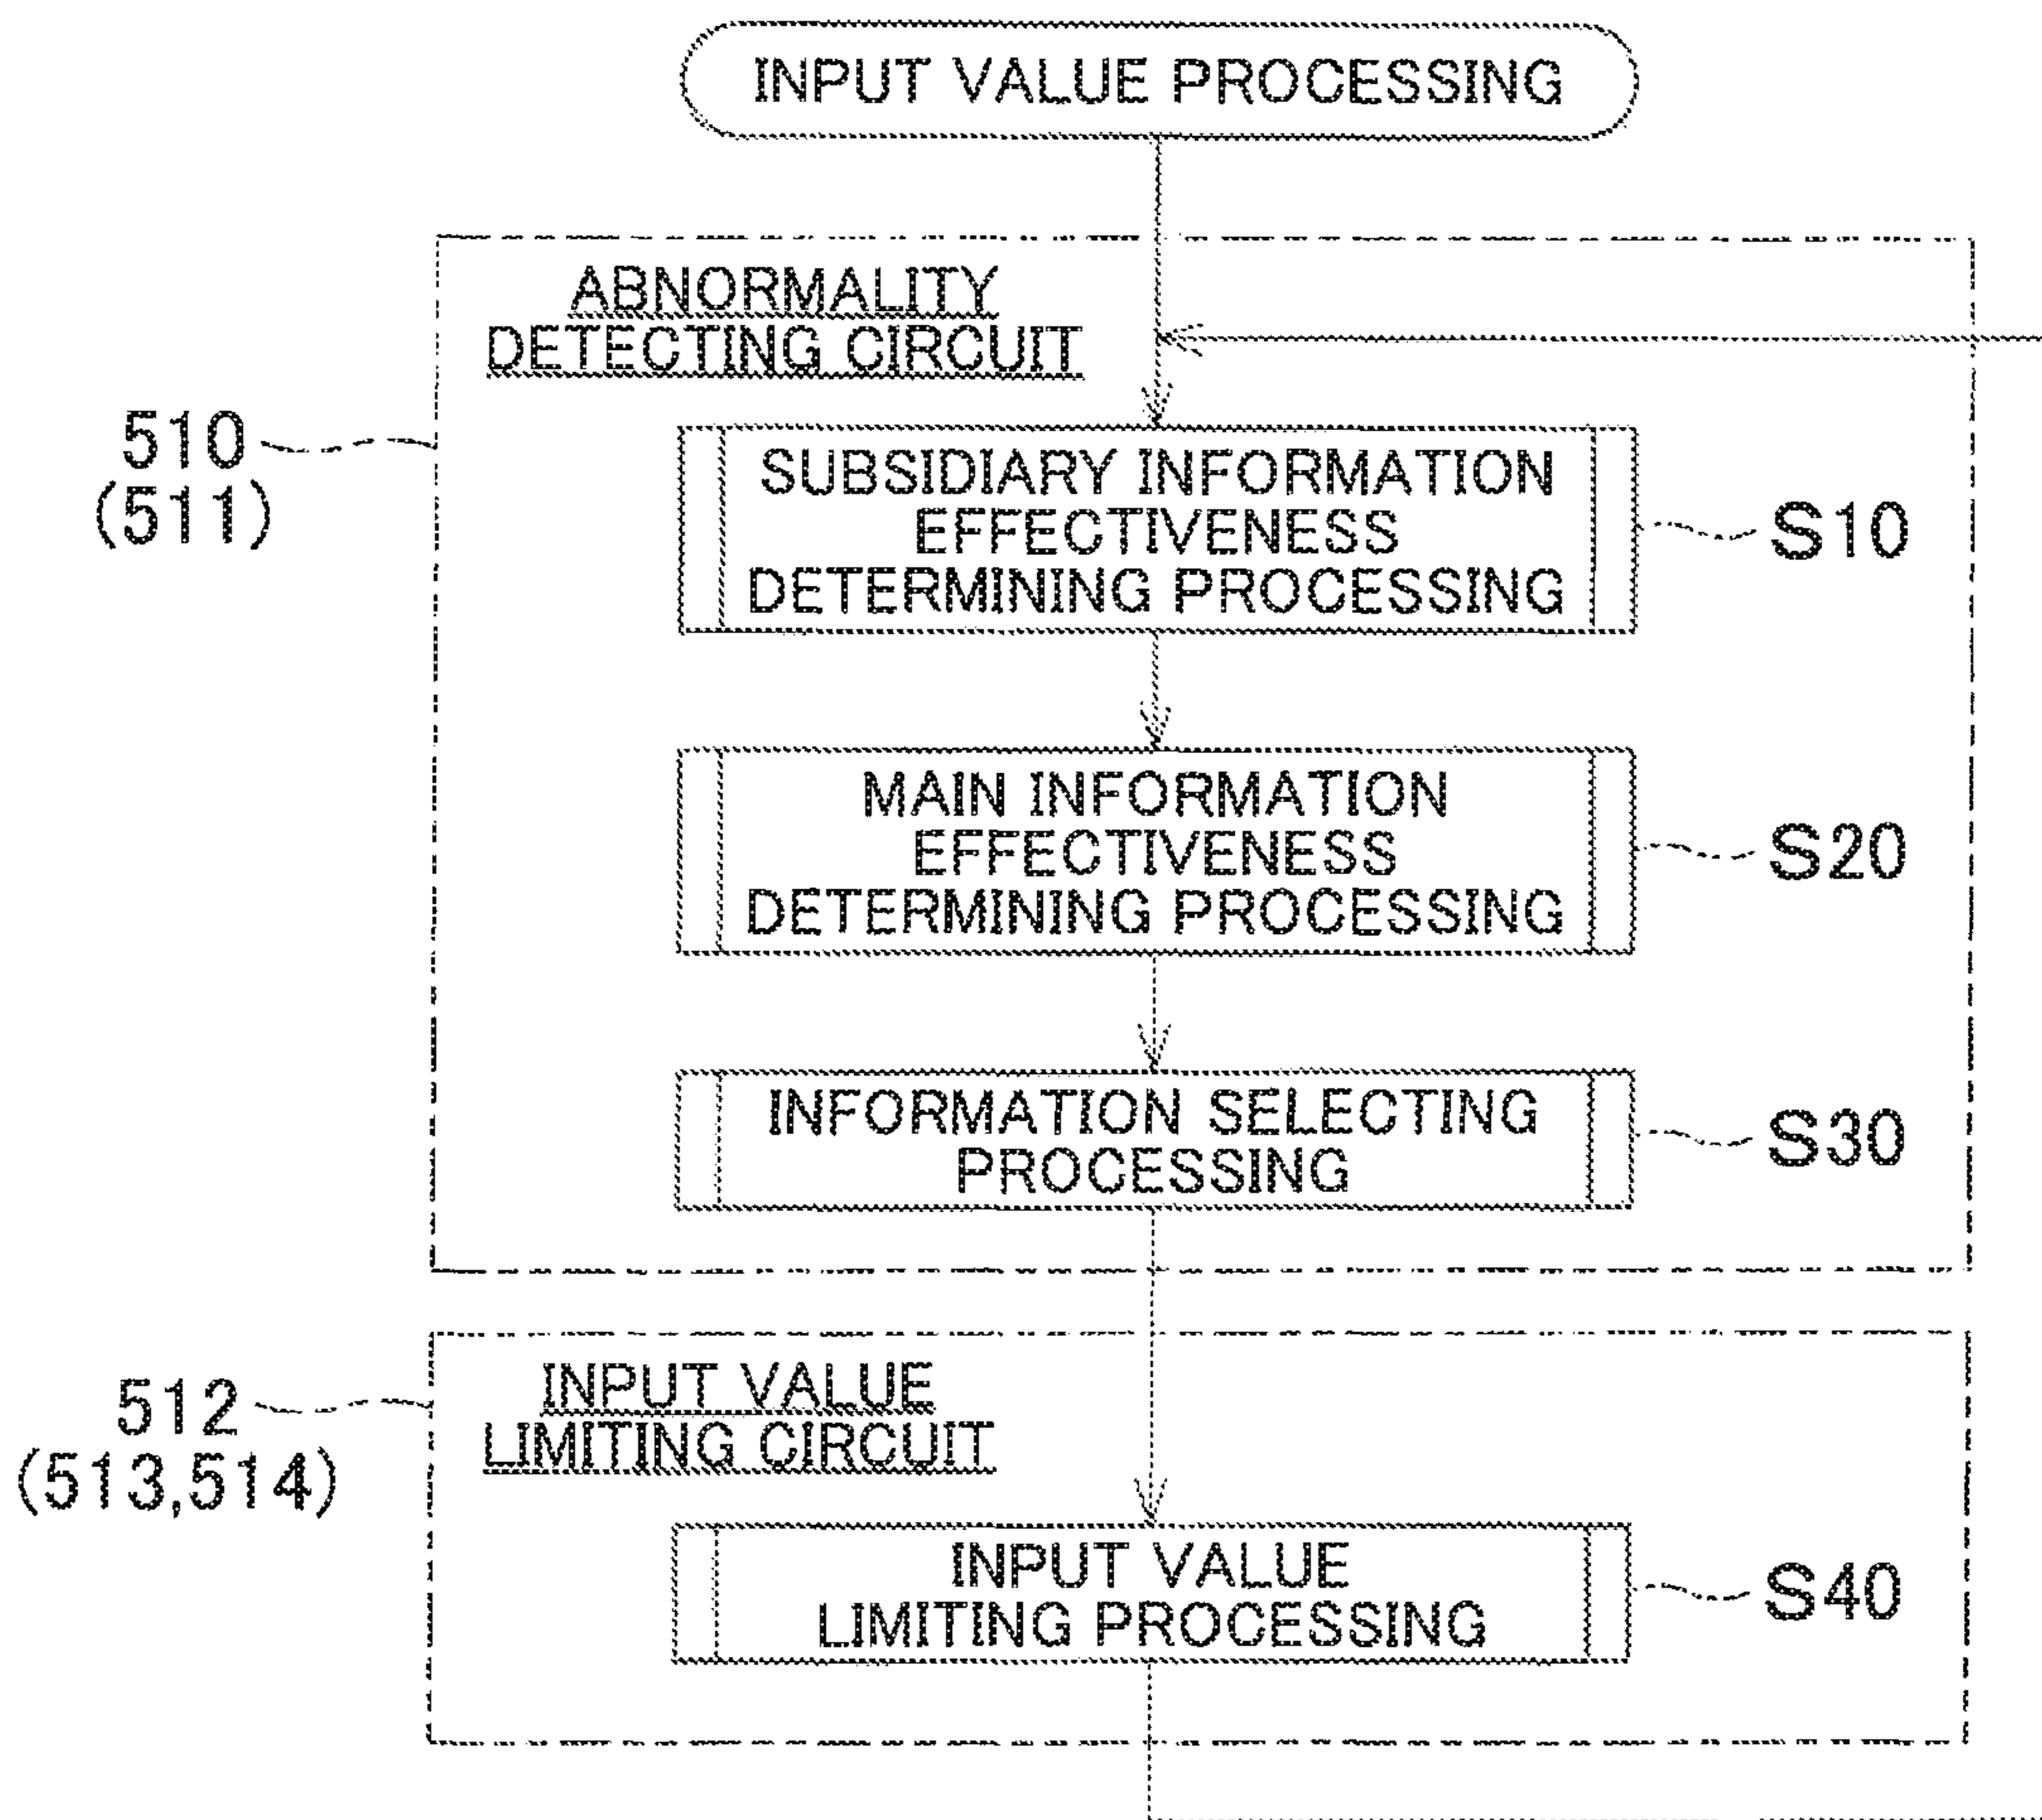 INPUT VALUE PROCESSING
ABNORMALITY
DETECTING CIRCUIT
510
(511)
SUBSIDIARY INFORMATION
EFFECTIVENESS
DETERMINING PROCESSING
S10
MAIN INFORMATION
EFFECTIVENESS
DETERMINING PROCESSING
S20
INFORMATION SELECTING
PROCESSING
S30
INPUT VALUE
LIMITING CIRCUIT
512
(513,514)
INPUT VALUE
LIMITING PROCESSING
S40